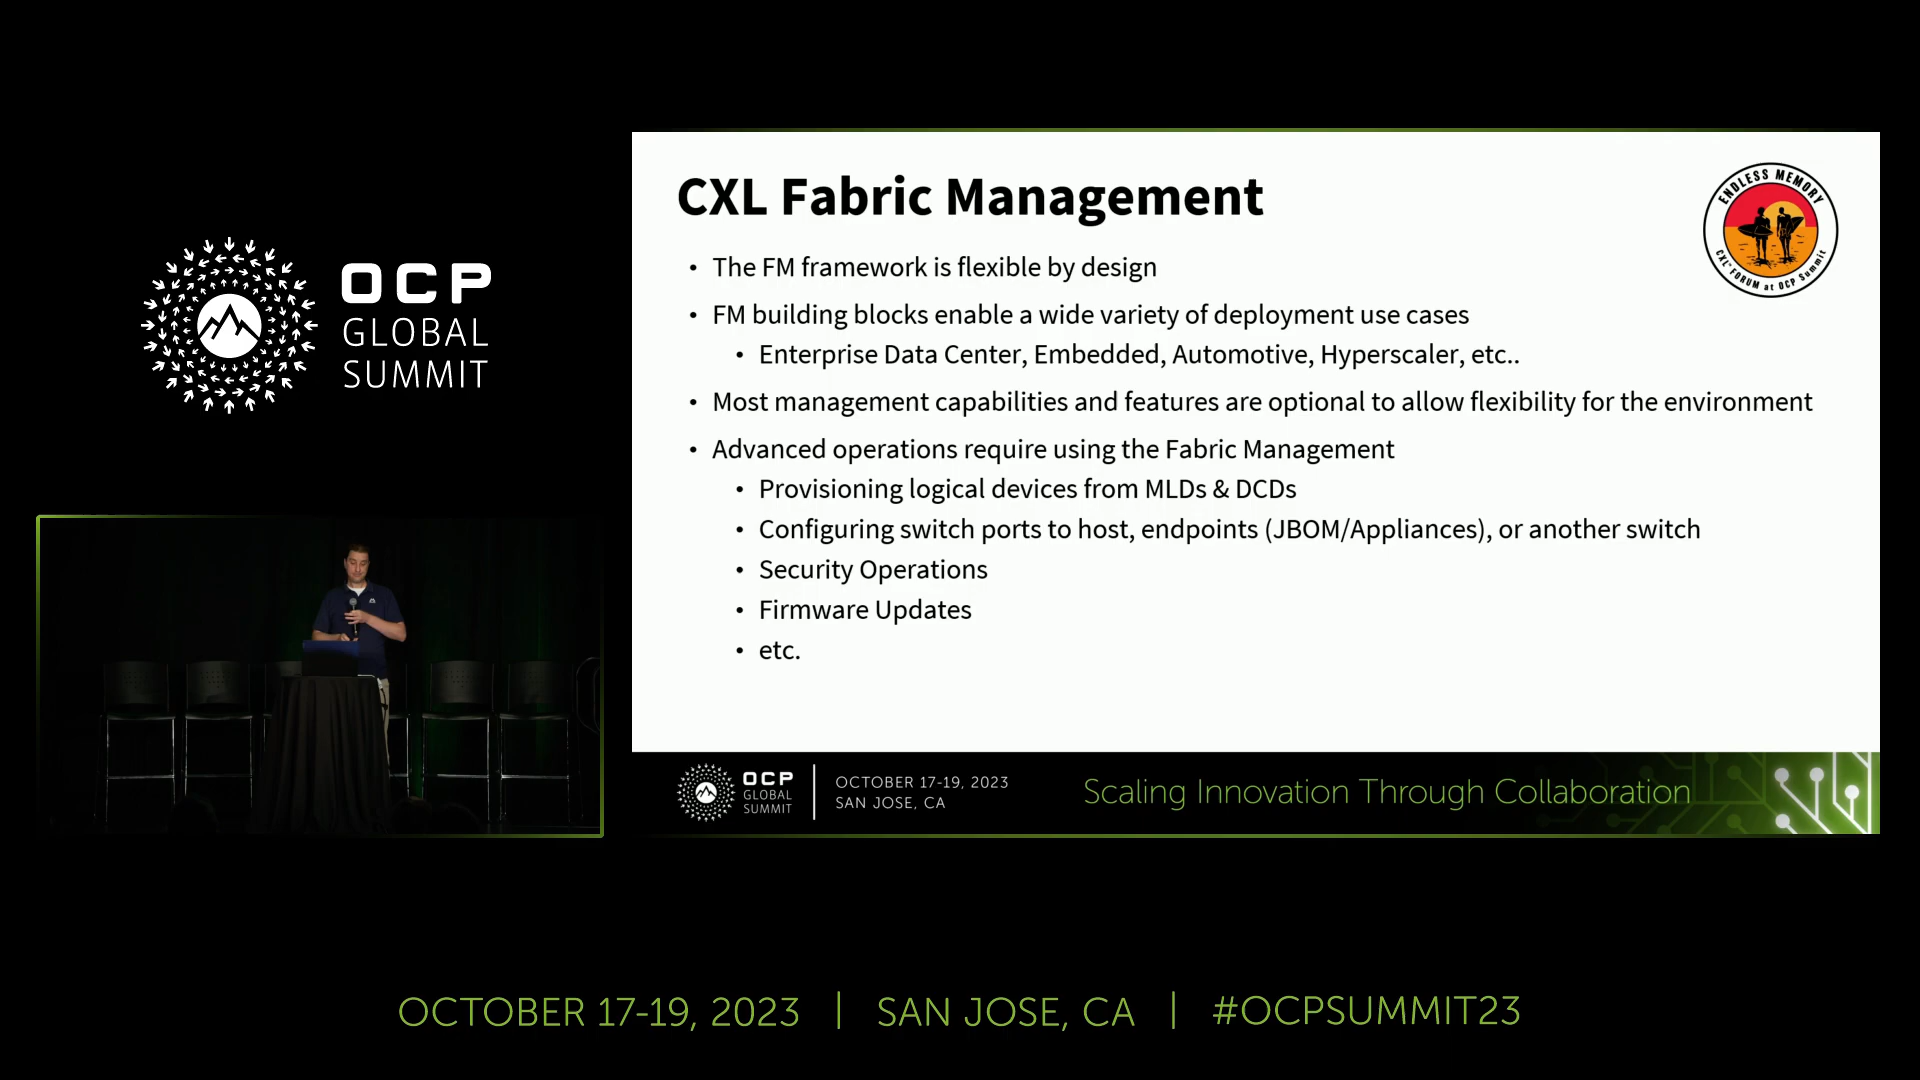 OCP
GLOBAL
SUMMIT
CXL Fabric Management
ENDLESS MEMORY
CXL™ FORUM at OCP Summit
• The FM framework is flexible by design
• FM building blocks enable a wide variety of deployment use cases
• Enterprise Data Center, Embedded, Automotive, Hyperscaler, etc..
• Most management capabilities and features are optional to allow flexibility for the environment
• Advanced operations require using the Fabric Management
• Provisioning logical devices from MLDs & DCDs
• Configuring switch ports to host, endpoints (JBOM/Appliances), or another switch
• Security Operations
• Firmware Updates
• etc.
OCP
GLOBAL
SUMMIT
OCTOBER 17-19, 2023
SAN JOSE, CA
Scaling Innovation Through Collaboration
OCTOBER 17-19, 2023 | SAN JOSE, CA | #OCPSUMMIT23